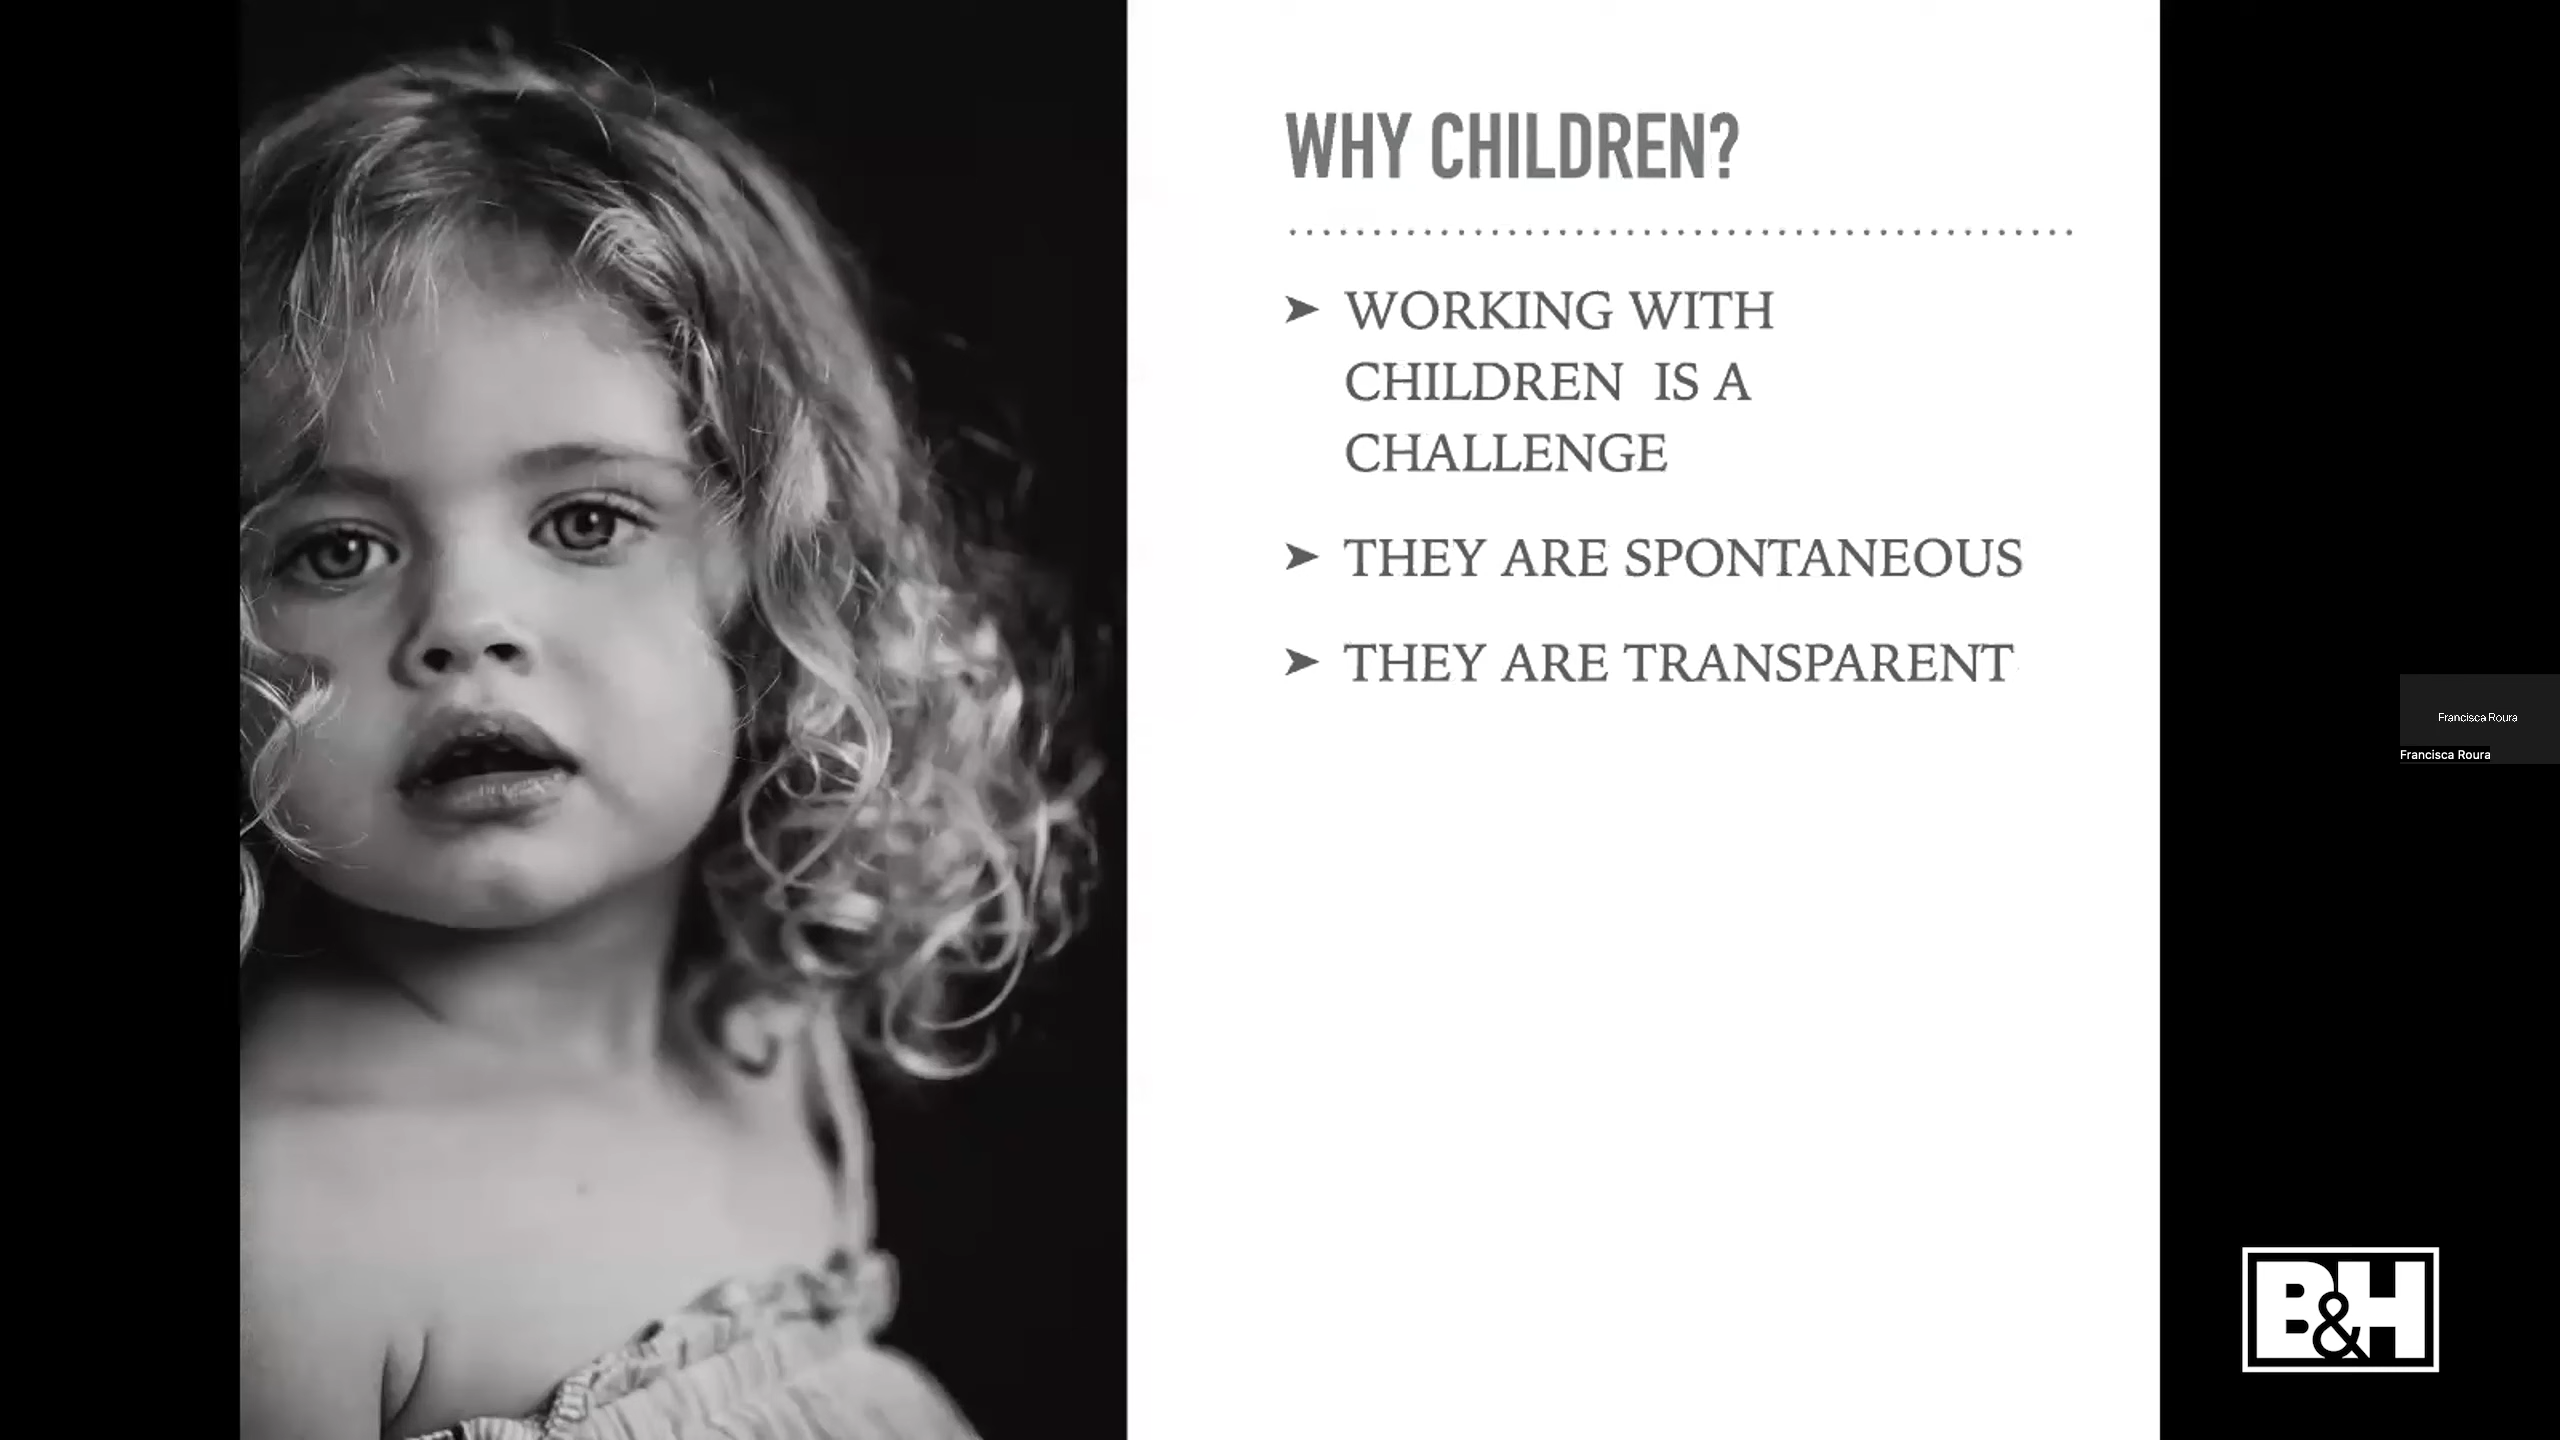 WHY CHILDREN?
➤ WORKING WITH
CHILDREN IS A
CHALLENGE
➤ THEY ARE SPONTANEOUS
➤ THEY ARE TRANSPARENT
Francisca Roura
Francisca Roura
B&H